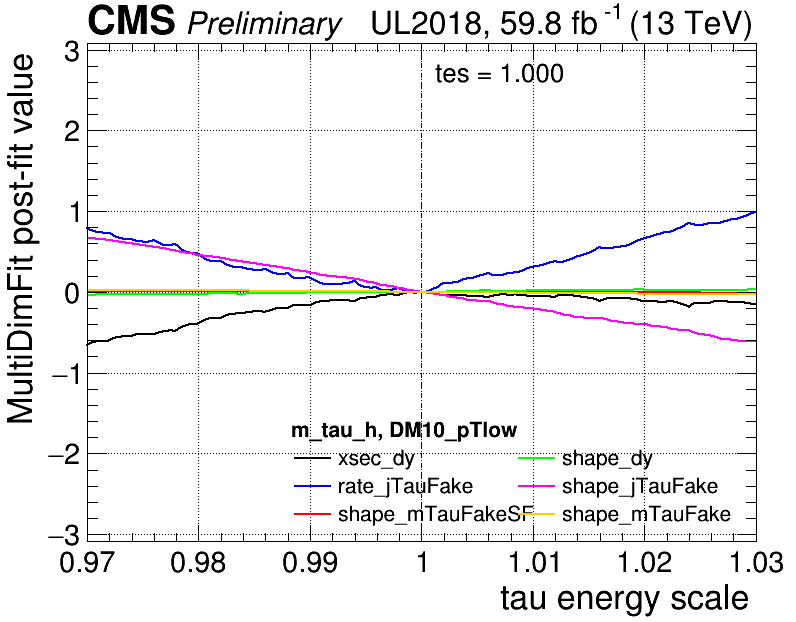 CMS Preliminary UL2018, 59.8 fb⁻¹ (13 TeV)
MultiDimFit post-fit value
tes = 1.000
3
2
1
0
−1
−2
−3
m_tau_h, DM10_pTlow
xsec_dy shape_dy
rate_jTauFake shape_jTauFake
shape_mTauFakeSF shape_mTauFake
0.97 0.98 0.99 1 1.01 1.02 1.03
tau energy scale